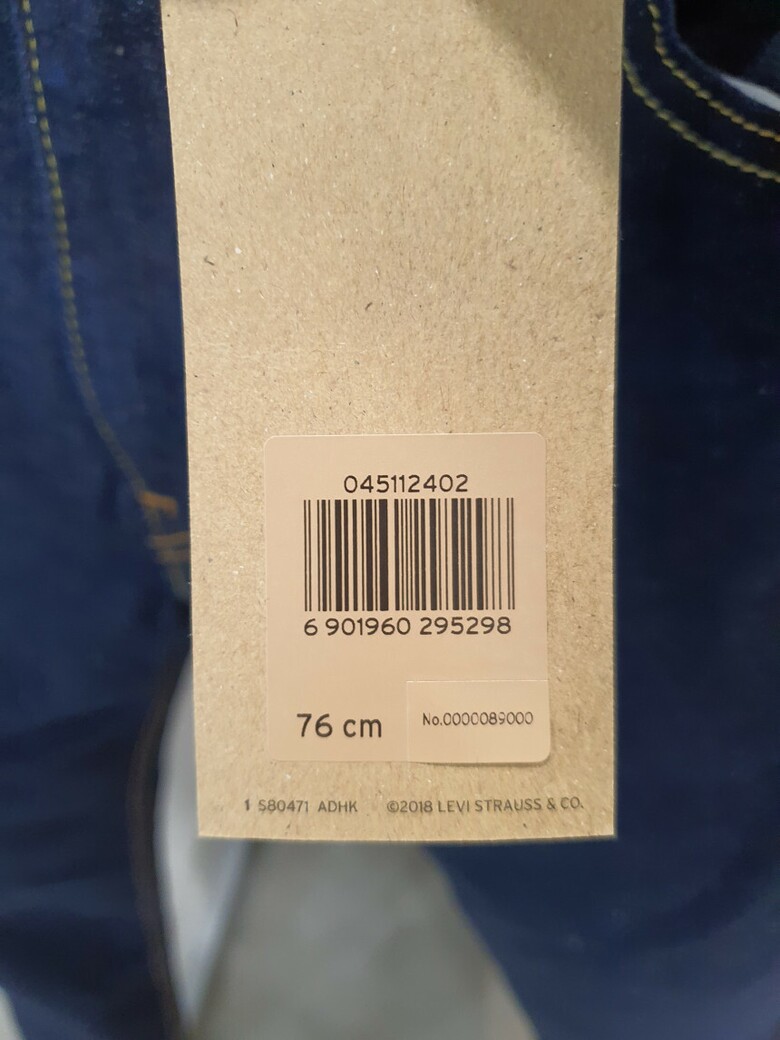 045112402
6 901960 295298
76 cm
No.0000089000
1 S80471 ADHK ©2018 LEVI STRAUSS & CO.